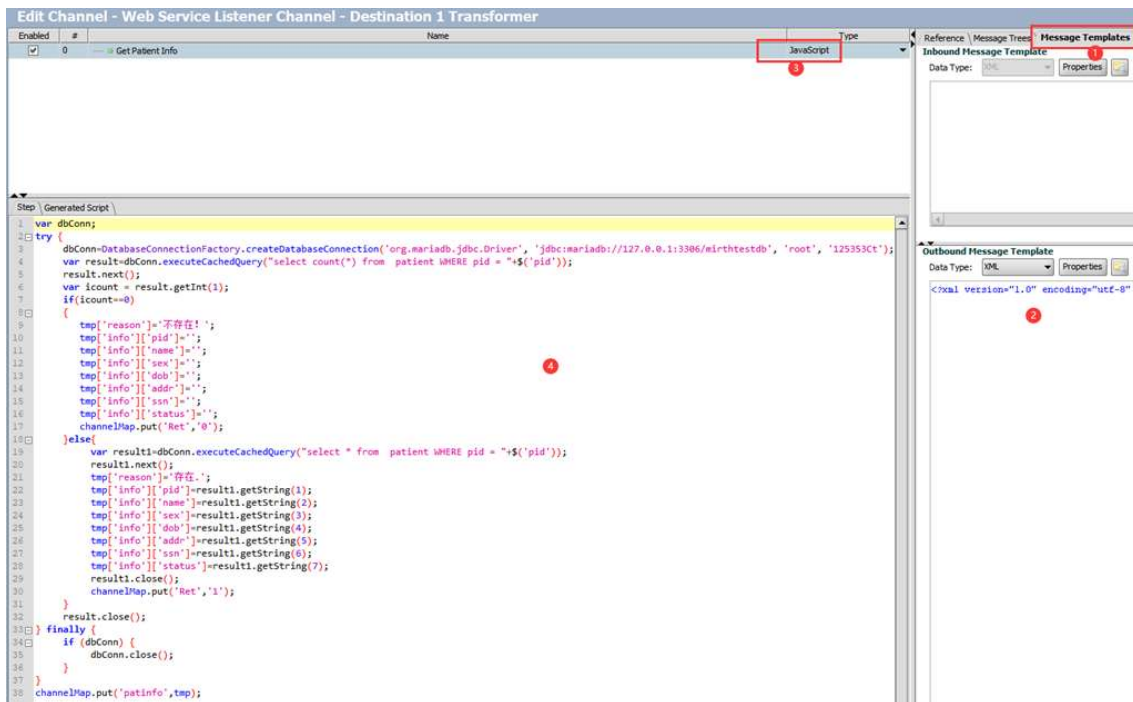 Edit Channel - Web Service Listener Channel - Destination 1 Transformer
Enabled # Name Type
0 Get Patient Info JavaScript
3
Reference Message Trees Message Templates
1
Inbound Message Template
Data Type: XML Properties
Outbound Message Template
Data Type: XML Properties
<?xml version="1.0" encoding="utf-8"
2
Step Generated Script
1 var dbConn;
2 try {
3 dbConn=DatabaseConnectionFactory.createDatabaseConnection('org.mariadb.jdbc.Driver', 'jdbc:mariadb://127.0.0.1:3306/mirthtestdb', 'root', '125353Ct');
4 var result=dbConn.executeCachedQuery("select count(*) from  patient WHERE pid = "+$('pid'));
5 result.next();
6 var icount = result.getInt(1);
7 if(icount==0)
8 {
9 tmp['reason']='不存在！';
10 tmp['info']['pid']='';
11 tmp['info']['name']='';
12 tmp['info']['sex']='';
13 tmp['info']['dob']='';
14 tmp['info']['addr']='';
15 tmp['info']['ssn']='';
16 tmp['info']['status']='';
17 channelMap.put('Ret','0');
18 }else{
19 var result1=dbConn.executeCachedQuery("select * from  patient WHERE pid = "+$('pid'));
20 result1.next();
21 tmp['reason']='存在.';
22 tmp['info']['pid']=result1.getString(1);
23 tmp['info']['name']=result1.getString(2);
24 tmp['info']['sex']=result1.getString(3);
25 tmp['info']['dob']=result1.getString(4);
26 tmp['info']['addr']=result1.getString(5);
27 tmp['info']['ssn']=result1.getString(6);
28 tmp['info']['status']=result1.getString(7);
29 result1.close();
30 channelMap.put('Ret','1');
31 }
32 result.close();
33 } finally {
34 if (dbConn) {
35 dbConn.close();
36 }
37 }
38 channelMap.put('patinfo',tmp);
4